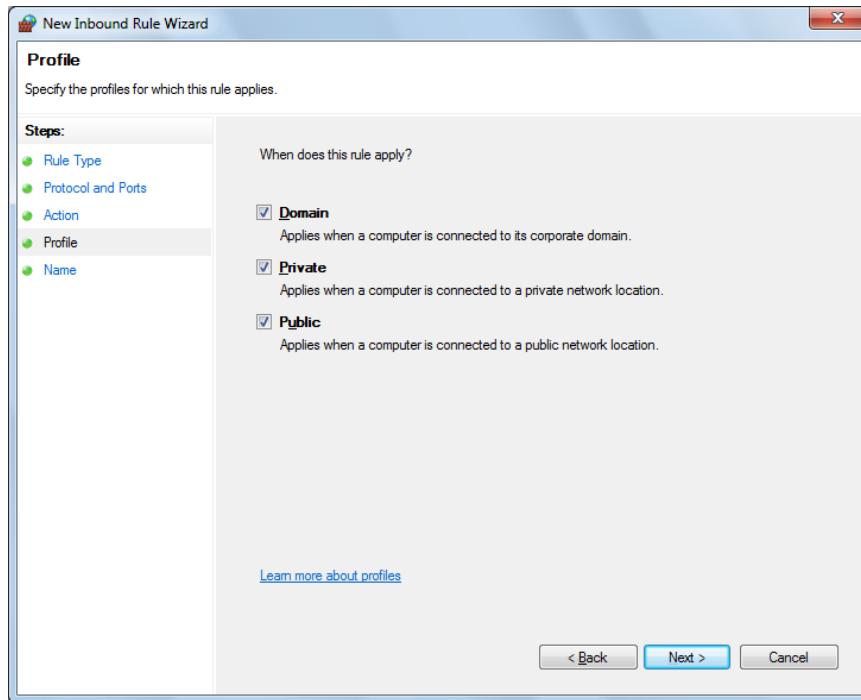 New Inbound Rule Wizard
Profile
Specify the profiles for which this rule applies.
Steps:
Rule Type
Protocol and Ports
Action
Profile
Name
When does this rule apply?
Domain
Applies when a computer is connected to its corporate domain.
Private
Applies when a computer is connected to a private network location.
Public
Applies when a computer is connected to a public network location.
Learn more about profiles
< Back
Next >
Cancel